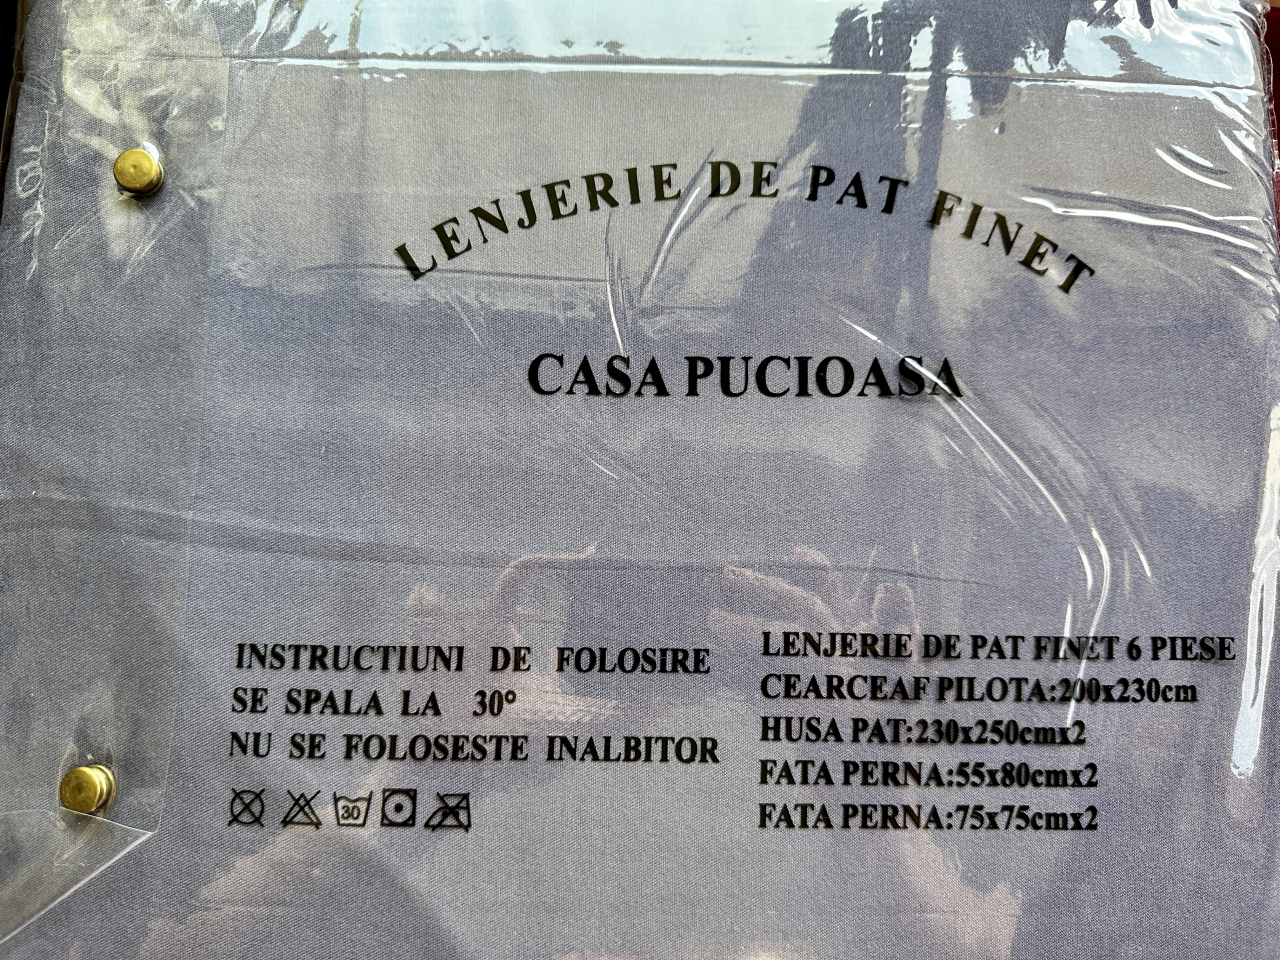 LENJERIE DE PAT FINET
CASA PUCIOASA
INSTRUCTIUNI DE FOLOSIRE
SE SPALA LA 30°
NU SE FOLOSESTE INALBITOR
30
LENJERIE DE PAT FINET 6 PIESE
CEARCEAF PILOTA:200x230cm
HUSA PAT:230x250cmx2
FATA PERNA:55x80cmx2
FATA PERNA:75x75cmx2